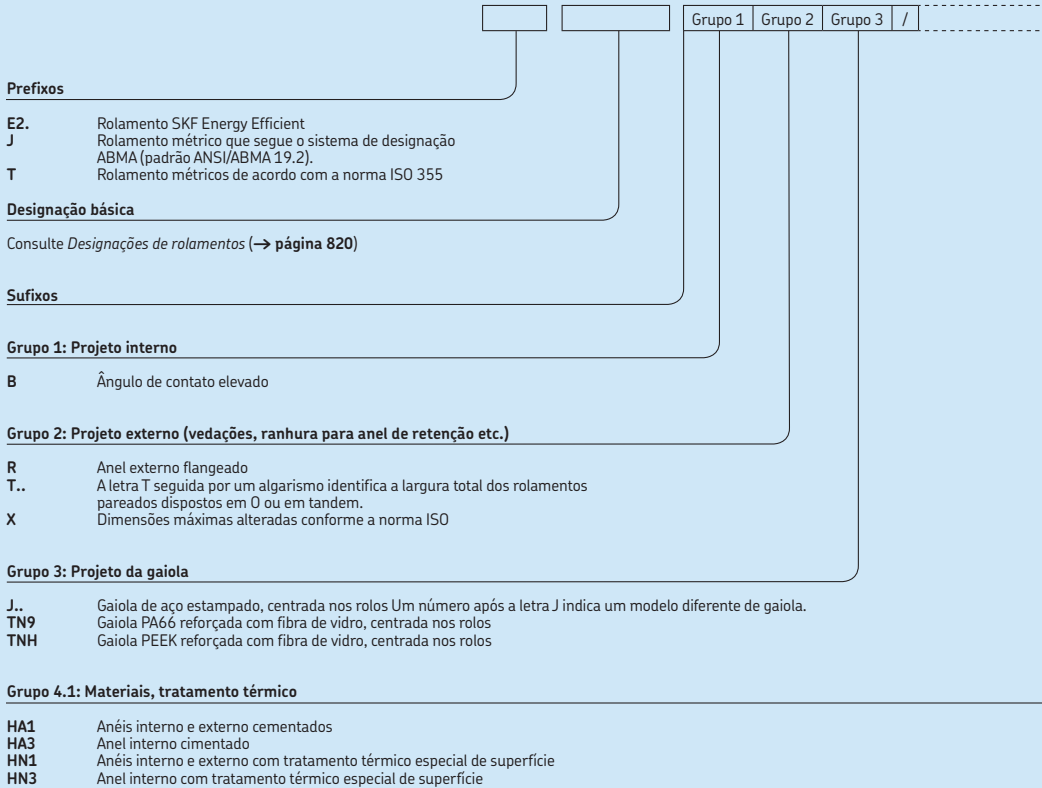 Grupo 1 Grupo 2 Grupo 3 /
Prefixos
E2. Rolamento SKF Energy Efficient
J Rolamento métrico que segue o sistema de designação
ABMA (padrão ANSI/ABMA 19.2).
T Rolamento métricos de acordo com a norma ISO 355
Designação básica
Consulte Designações de rolamentos (→ página 820)
Sufixos
Grupo 1: Projeto interno
B Ângulo de contato elevado
Grupo 2: Projeto externo (vedações, ranhura para anel de retenção etc.)
R Anel externo flangeado
T.. A letra T seguida por um algarismo identifica a largura total dos rolamentos
pareados dispostos em O ou em tandem.
X Dimensões máximas alteradas conforme a norma ISO
Grupo 3: Projeto da gaiola
J.. Gaiola de aço estampado, centrada nos rolos Um número após a letra J indica um modelo diferente de gaiola.
TN9 Gaiola PA66 reforçada com fibra de vidro, centrada nos rolos
TNH Gaiola PEEK reforçada com fibra de vidro, centrada nos rolos
Grupo 4.1: Materiais, tratamento térmico
HA1 Anéis interno e externo cementados
HA3 Anel interno cimentado
HN1 Anéis interno e externo com tratamento térmico especial de superfície
HN3 Anel interno com tratamento térmico especial de superfície